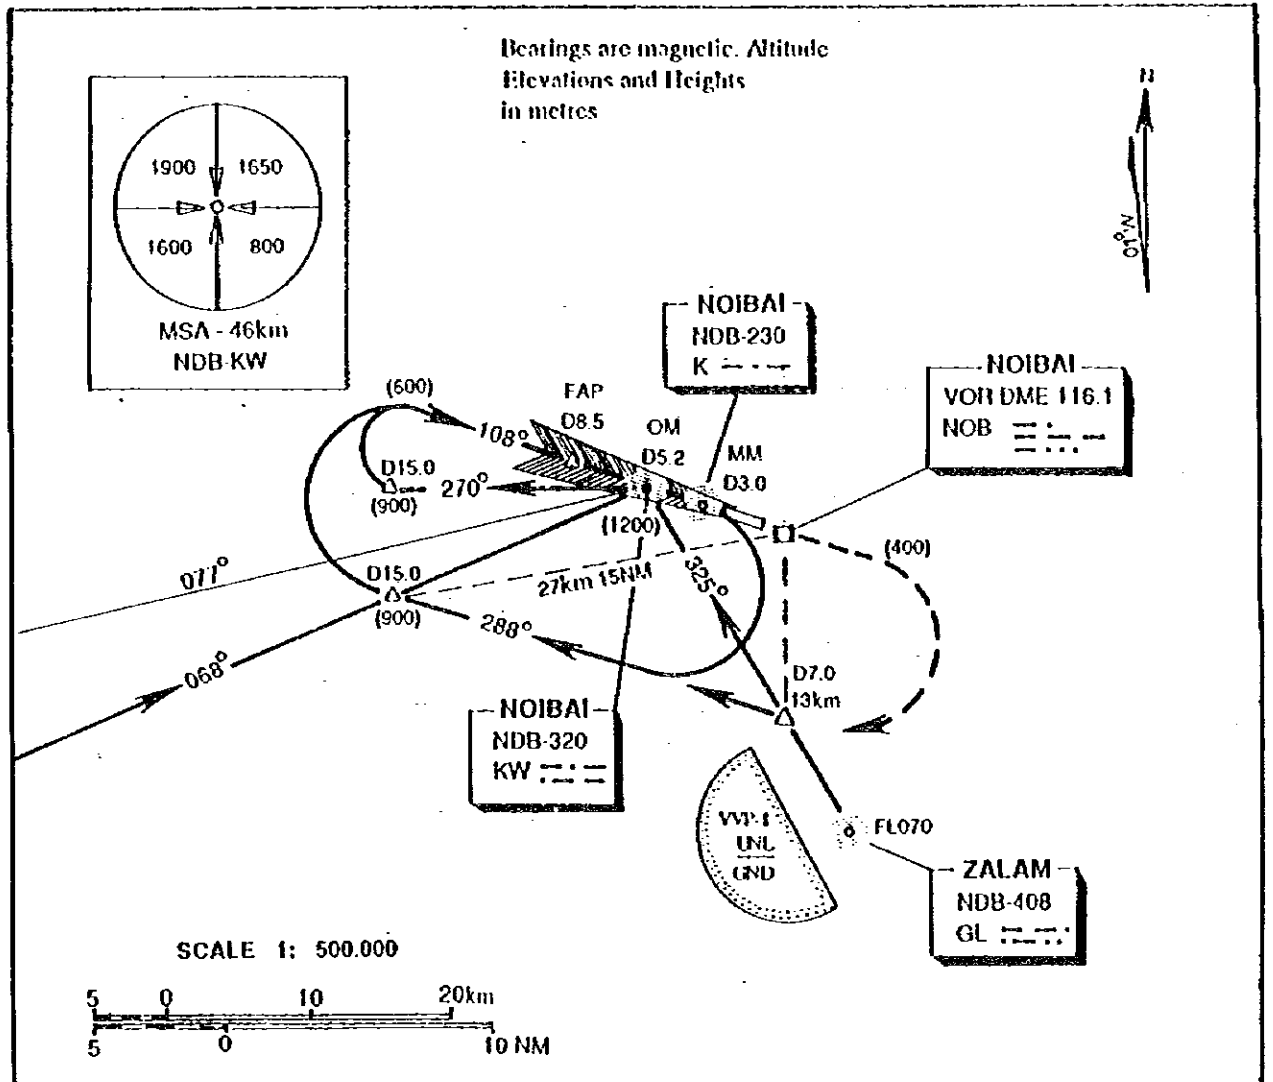 Bearings are magnetic. Altitude
Elevations and Heights
in metres
N
01°W
1900
1650
1600
800
MSA - 46km
NDB-KW
NOIBAI
NDB-230
K
NOIBAI
VOR DME 116.1
NOB
(600)
FAP
D8.5
OM
D5.2
MM
D3.0
108°
D15.0
270°
(900)
(1200)
(400)
077°
D15.0
27km 15NM
325°
(900)
288°
068°
D7.0
13km
NOIBAI
NDB-320
KW
VVP-1
UNL
GND
FL070
ZALAM
NDB-408
GL
SCALE 1: 500.000
5 0 10 20km
5 0 10 NM